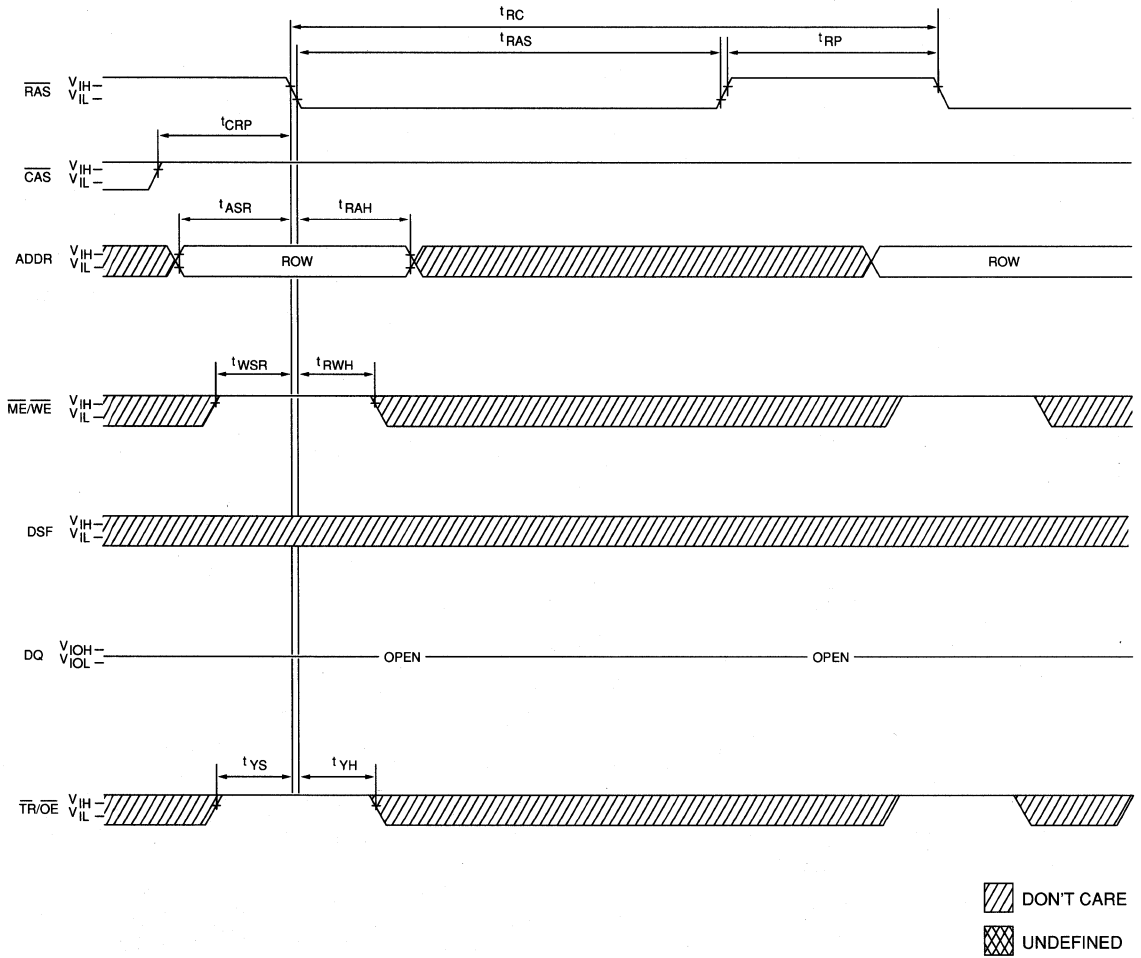 tRC
tRAS
tRP
RAS VIH
VIL
tCRP
CAS VIH
VIL
tASR tRAH
ADDR VIH
VIL
ROW ROW
tWSR tRWH
ME/WE VIH
VIL
DSF VIH
VIL
DQ VIOH
VIOL
OPEN OPEN
tYS tYH
TR/OE VIH
VIL
DON'T CARE
UNDEFINED